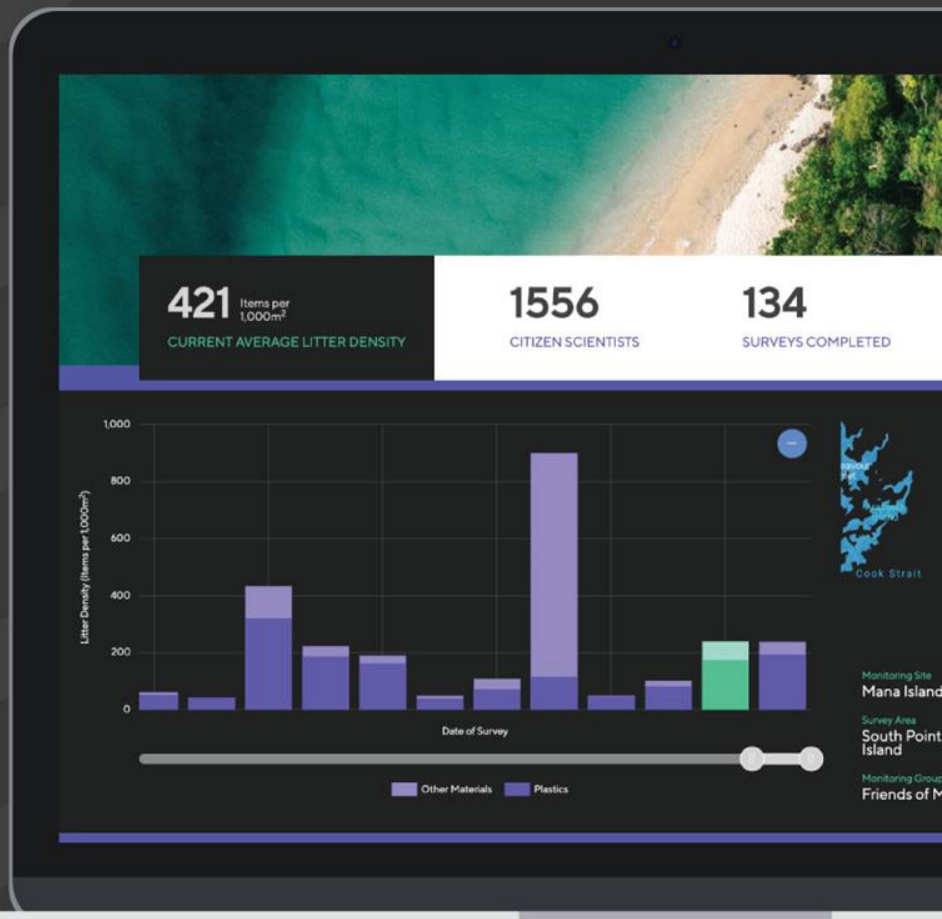 421 Items per
1,000m²
CURRENT AVERAGE LITTER DENSITY
1556
CITIZEN SCIENTISTS
134
SURVEYS COMPLETED
1,000
800
600
400
200
0
Litter Density (Items per 1,000m²)
Date of Survey
Other Materials
Plastics
Cook Strait
Monitoring Site
Mana Island
Survey Area
South Point
Island
Monitoring Group
Friends of M